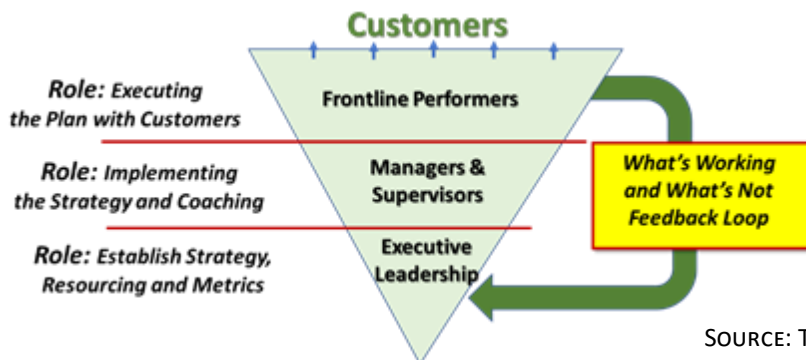 Customers
Role: Executing
the Plan with Customers
Frontline Performers
Role: Implementing
the Strategy and Coaching
Managers &
Supervisors
What's Working
and What's Not
Feedback Loop
Role: Establish Strategy,
Resourcing and Metrics
Executive
Leadership
SOURCE: T